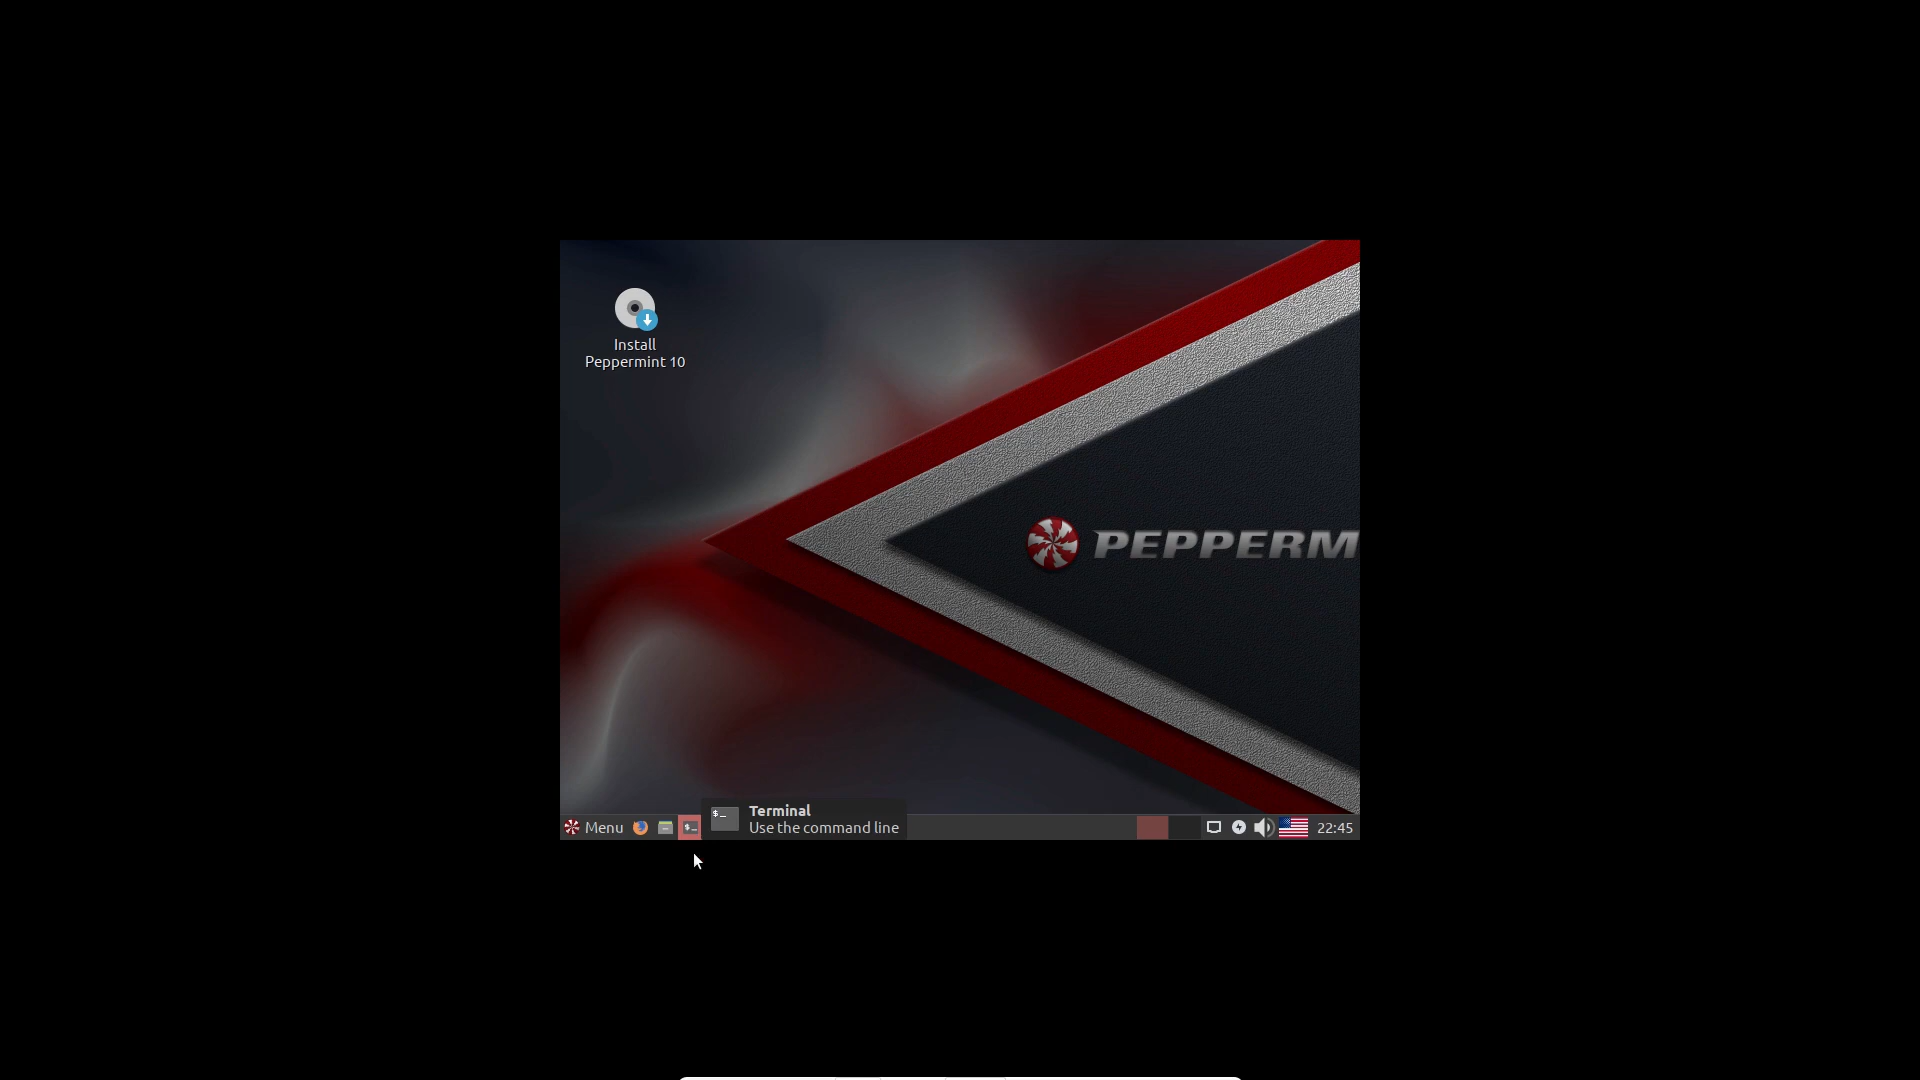 Install
Peppermint 10
PEPPERM
Terminal
Use the command line
Menu
22:45